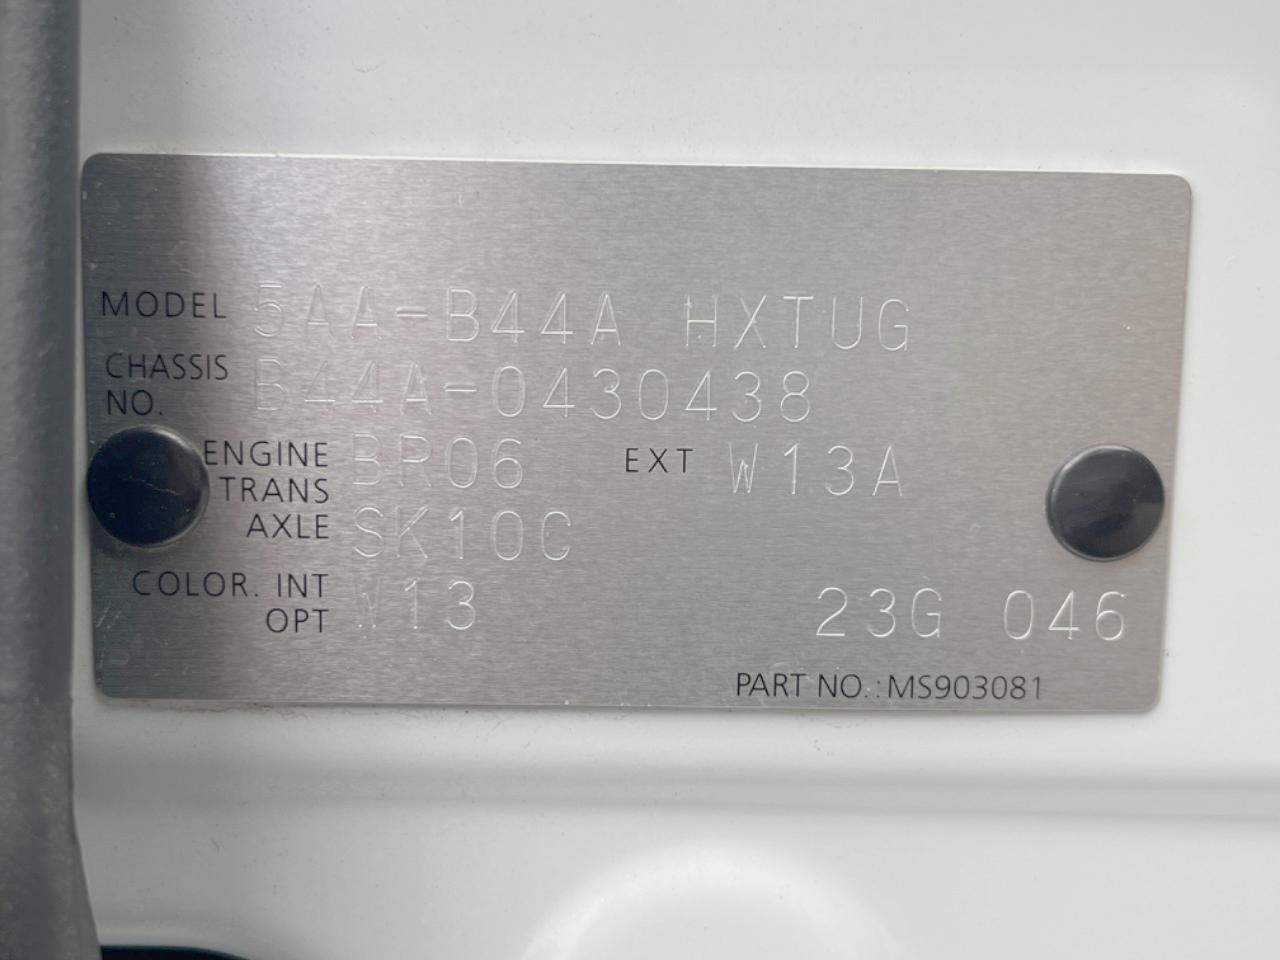 MODEL 5AA-B44A HXTUG
CHASSIS NO. B44A-0430438
ENGINE BR06 EXT W13A
TRANS
AXLE SK10C
COLOR. INT W13
OPT
23G 046
PART NO.:MS903081